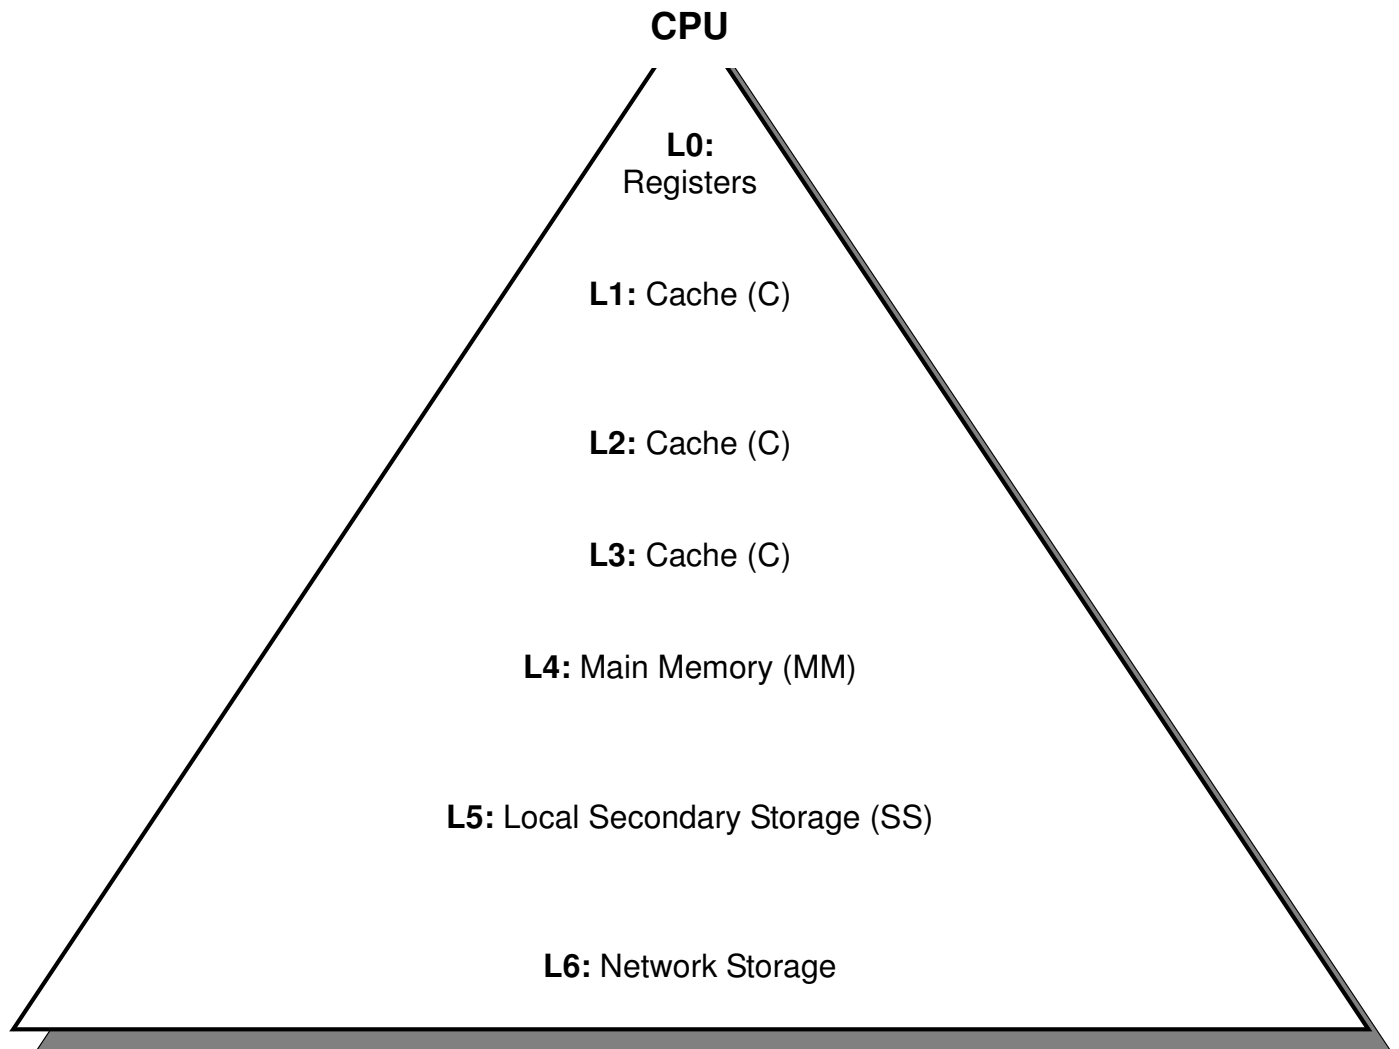 CPU
L0:
Registers
L1: Cache (C)
L2: Cache (C)
L3: Cache (C)
L4: Main Memory (MM)
L5: Local Secondary Storage (SS)
L6: Network Storage